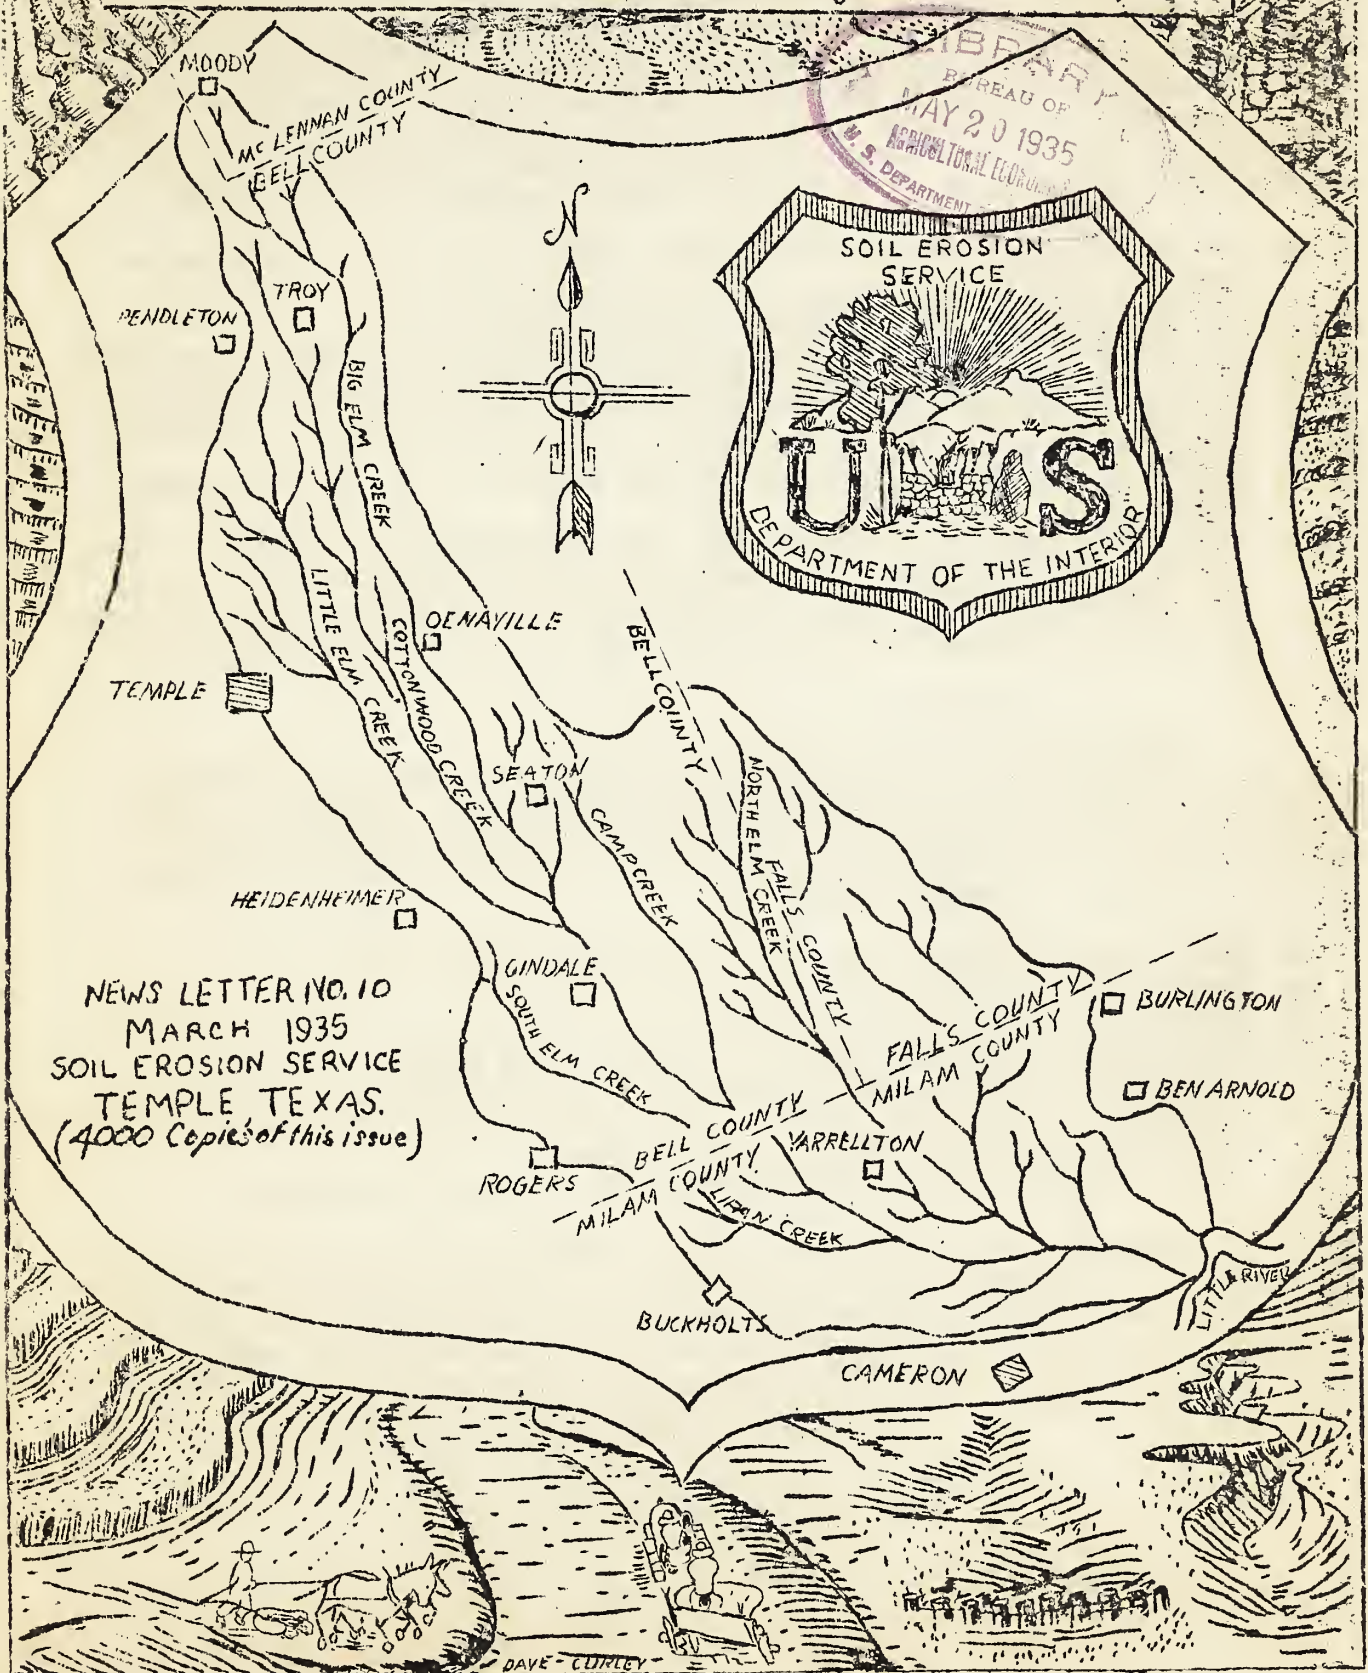 LIBRAR
BUREAU OF
MAY 20 1935
AGRICULTURAL
U. S. DEPARTMENT
MOODY
McLENNAN COUNTY
BELL COUNTY
N
SOIL EROSION
SERVICE
U S
DEPARTMENT OF THE INTERIOR
TROY
PENDLETON
BIG ELM CREEK
LITTLE ELM CREEK
COTTONWOOD CREEK
OENAVILLE
BELL COUNTY
TEMPLE
SEATON
CAMP CREEK
NORTH ELM CREEK
FALLS COUNTY
HEIDENHEIMER
GINDALE
SOUTH ELM CREEK
NEWS LETTER NO. 10
MARCH 1935
SOIL EROSION SERVICE
TEMPLE, TEXAS.
(4000 Copies of this issue)
FALLS COUNTY
MILAM COUNTY
BURLINGTON
BEN ARNOLD
BELL COUNTY
MILAM COUNTY
YARRELLTON
ROGERS
CREEK
LITTLE RIVER
BUCKHOLTS
CAMERON
DAVE - CURLEY